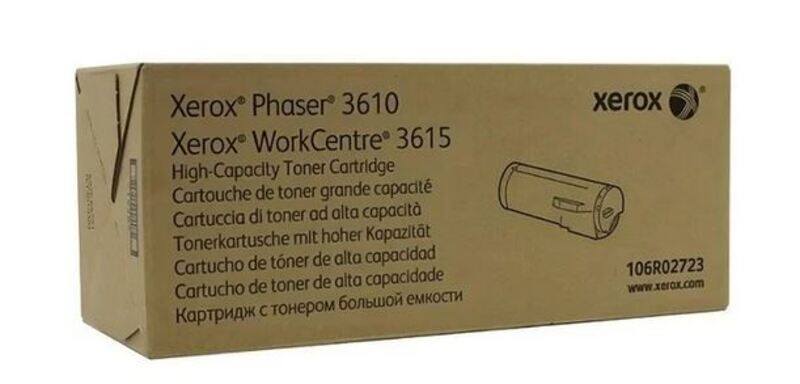 Xerox® Phaser® 3610
Xerox® WorkCentre® 3615
High-Capacity Toner Cartridge
Cartouche de toner grande capacité
Cartuccia di toner ad alta capacità
Tonerkartusche mit hoher Kapazität
Cartucho de tóner de alta capacidad
Cartucho de toner de alta capacidade
Картридж с тонером большой емкости
xerox
106R02723
www.xerox.com